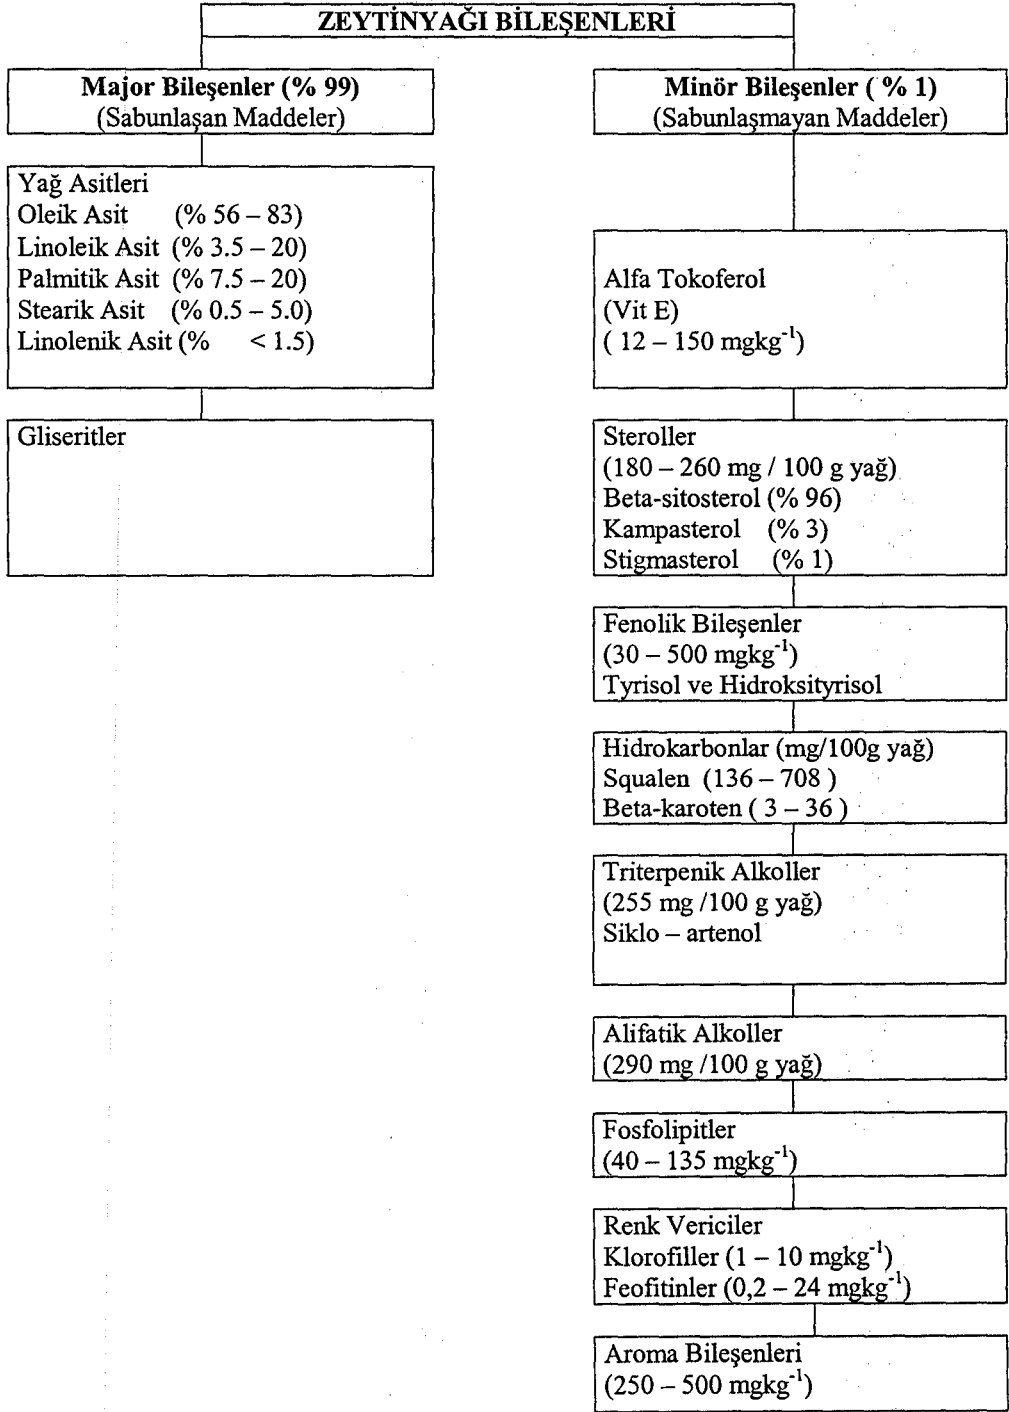 ZEYTİNYAĞI BİLEŞENLERİ
Major Bileşenler (% 99)
(Sabunlaşan Maddeler)
Yağ Asitleri
Oleik Asit (% 56 – 83)
Linoleik Asit (% 3.5 – 20)
Palmitik Asit (% 7.5 – 20)
Stearik Asit (% 0.5 – 5.0)
Linolenik Asit (% < 1.5)
Gliseritler
Minör Bileşenler ( % 1)
(Sabunlaşmayan Maddeler)
Alfa Tokoferol
(Vit E)
( 12 – 150 mgkg⁻¹)
Steroller
(180 – 260 mg / 100 g yağ)
Beta-sitosterol (% 96)
Kampasterol (% 3)
Stigmasterol (% 1)
Fenolik Bileşenler
(30 – 500 mgkg⁻¹)
Tyrisol ve Hidroksityrisol
Hidrokarbonlar (mg/100g yağ)
Squalen (136 – 708 )
Beta-karoten ( 3 – 36 )
Triterpenik Alkoller
(255 mg /100 g yağ)
Siklo – artenol
Alifatik Alkoller
(290 mg /100 g yağ)
Fosfolipitler
(40 – 135 mgkg⁻¹)
Renk Vericiler
Klorofiller (1 – 10 mgkg⁻¹)
Feofitinler (0,2 – 24 mgkg⁻¹)
Aroma Bileşenleri
(250 – 500 mgkg⁻¹)